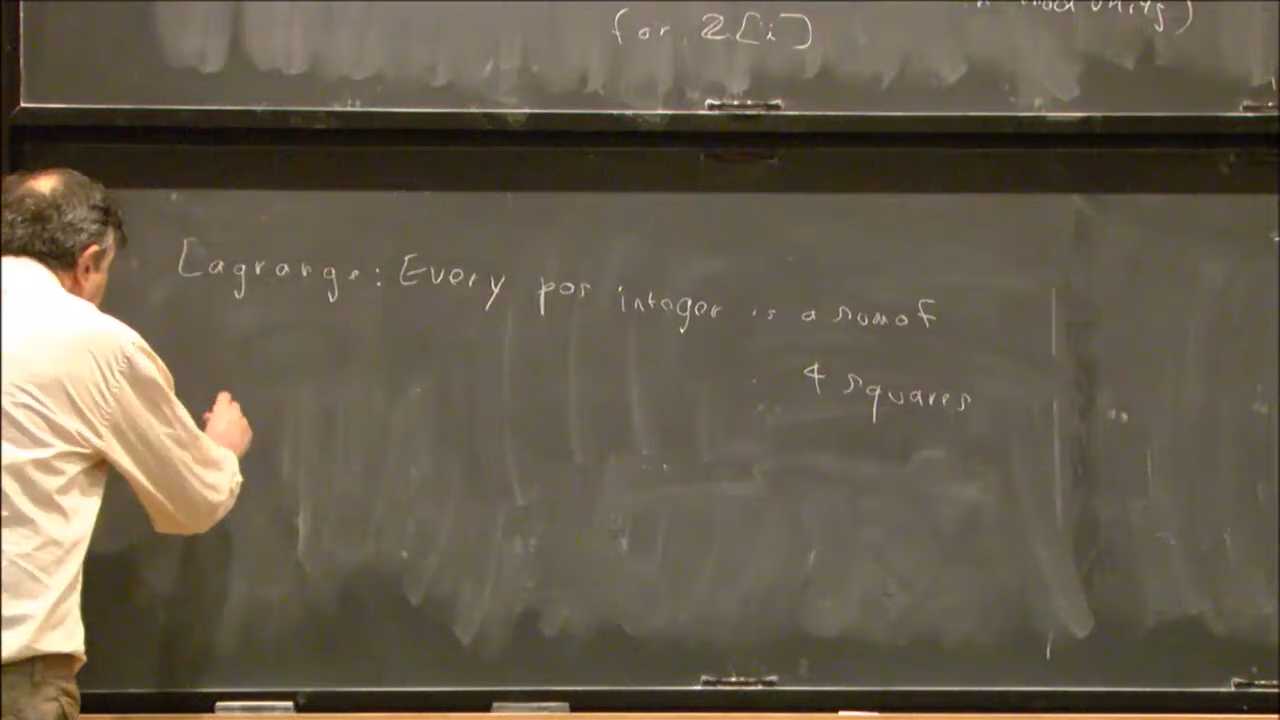 for ℤ[i]
Lagrange: Every pos integer is a sum of
4 squares